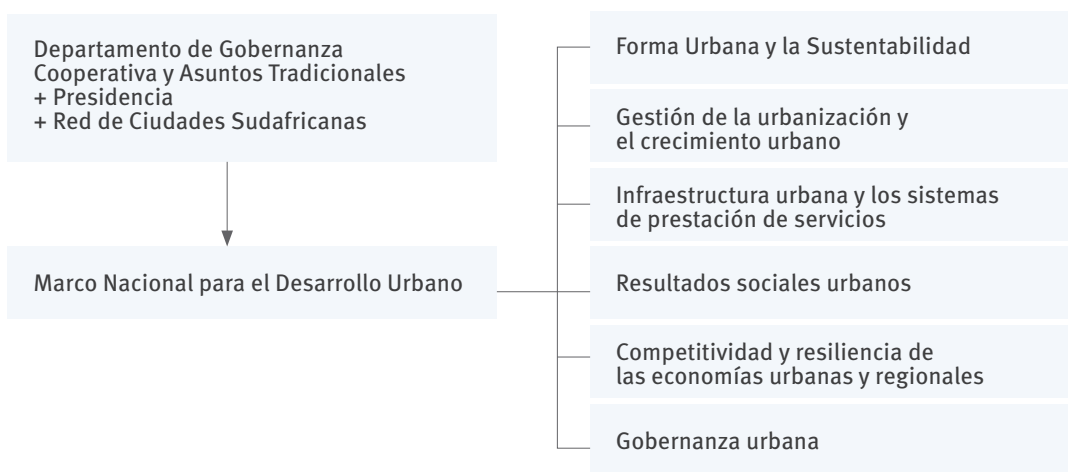 Departamento de Gobernanza
Cooperativa y Asuntos Tradicionales
+ Presidencia
+ Red de Ciudades Sudafricanas
Marco Nacional para el Desarrollo Urbano
Forma Urbana y la Sustentabilidad
Gestión de la urbanización y
el crecimiento urbano
Infraestructura urbana y los sistemas
de prestación de servicios
Resultados sociales urbanos
Competitividad y resiliencia de
las economías urbanas y regionales
Gobernanza urbana